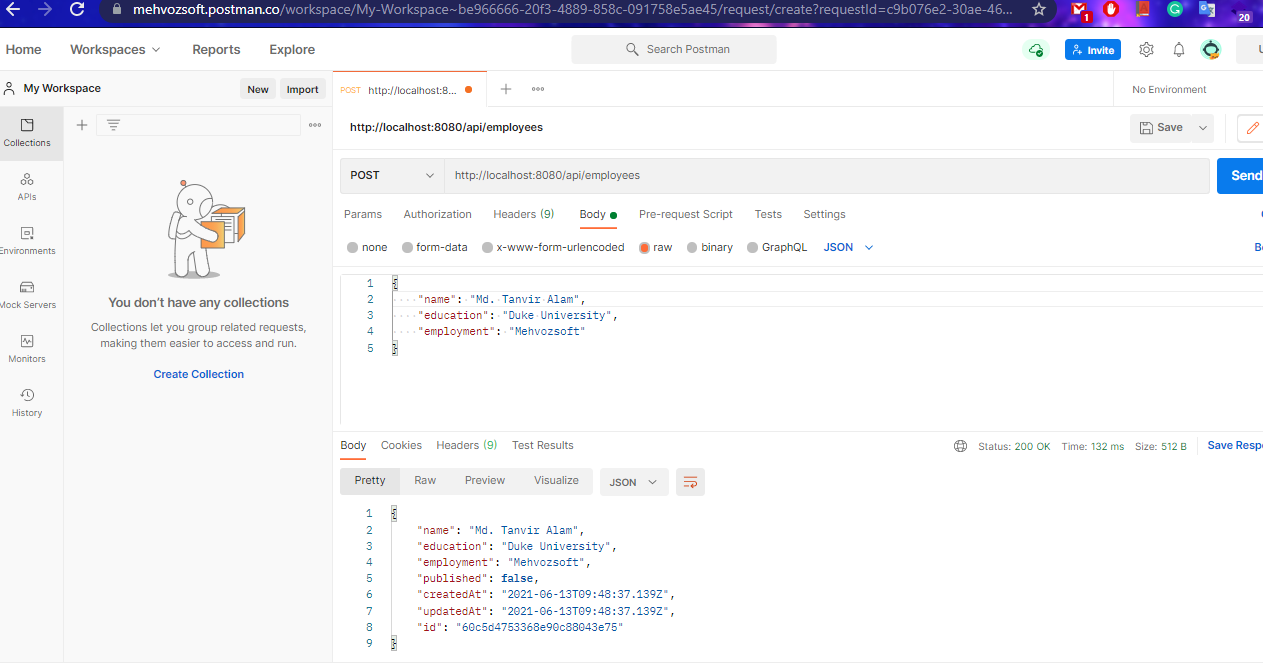 mehvozsoft.postman.co/workspace/My-Workspace~be966666-20f3-4889-858c-091758e5ae45/request/create?requestId=c9b076e2-30ae-46...
1
20
Home Workspaces Reports Explore Search Postman Invite
My Workspace New Import POST http://localhost:8... No Environment
Collections
APIs
Environments
Mock Servers
Monitors
History
You don't have any collections
Collections let you group related requests,
making them easier to access and run.
Create Collection
http://localhost:8080/api/employees Save
POST http://localhost:8080/api/employees Send
Params Authorization Headers (9) Body Pre-request Script Tests Settings
none form-data x-www-form-urlencoded raw binary GraphQL JSON
1 {
2 "name": "Md. Tanvir Alam",
3 "education": "Duke University",
4 "employment": "Mehvozsoft"
5 }
Body Cookies Headers (9) Test Results Status: 200 OK Time: 132 ms Size: 512 B Save Resp
Pretty Raw Preview Visualize JSON
1 {
2 "name": "Md. Tanvir Alam",
3 "education": "Duke University",
4 "employment": "Mehvozsoft",
5 "published": false,
6 "createdAt": "2021-06-13T09:48:37.139Z",
7 "updatedAt": "2021-06-13T09:48:37.139Z",
8 "id": "60c5d4753368e90c88043e75"
9 }